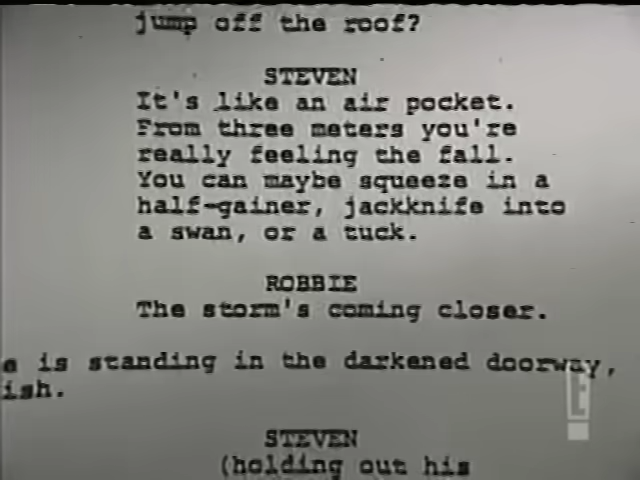 jump off the roof?
STEVEN
It's like an air pocket.
From three meters you're
really feeling the fall.
You can maybe squeeze in a
half-gainer, jackknife into
a swan, or a tuck.
ROBBIE
The storm's coming closer.
e is standing in the darkened doorway,
ish.
STEVEN
(holding out his
E!